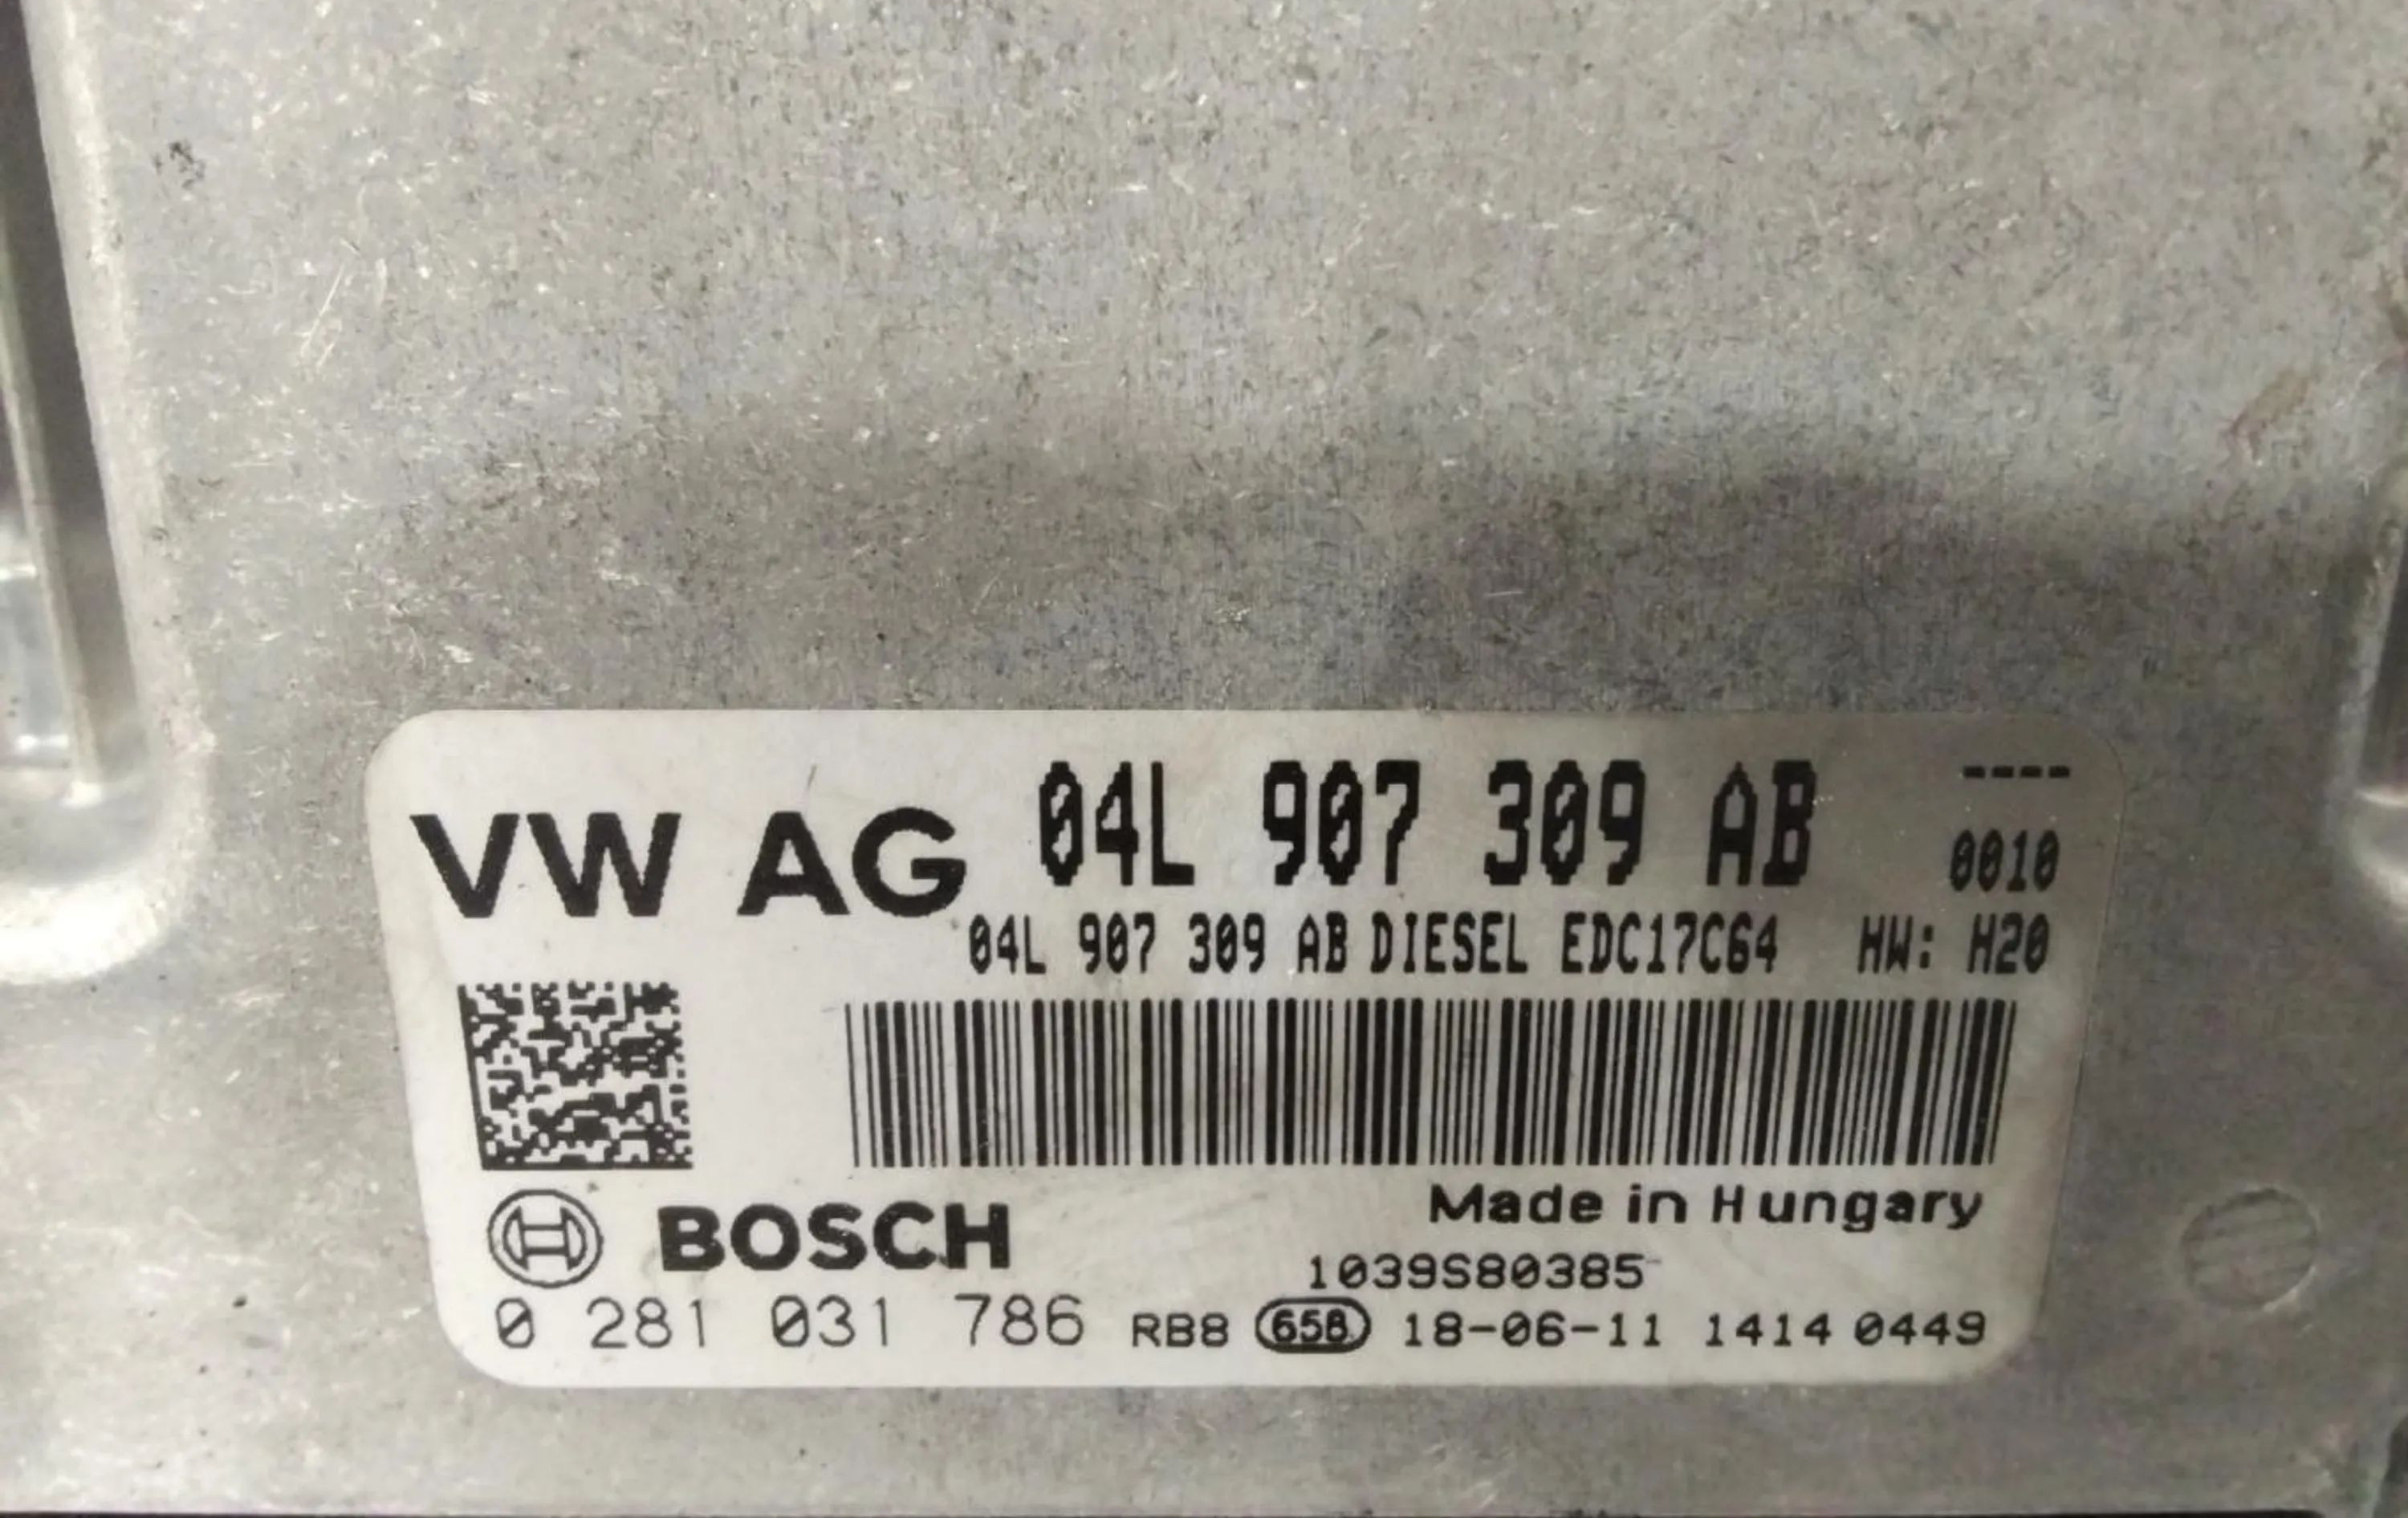 VW AG 04L 907 309 AB ----
0010
04L 907 309 AB DIESEL EDC17C64 HW: H20
BOSCH
Made in Hungary
1039S80385
0 281 031 786 RB8 658 18-06-11 1414 0449